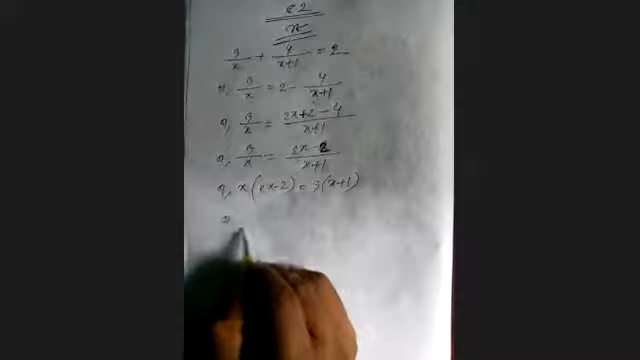 3/x + 4/x+1 = 2
বা, 3/x = 2 - 4/x+1
বা, 3/x = 2x+2-4/x+1
বা, 3/x = 2x-2/x+1
বা, x(2x-2) = 3(x+1)
বা